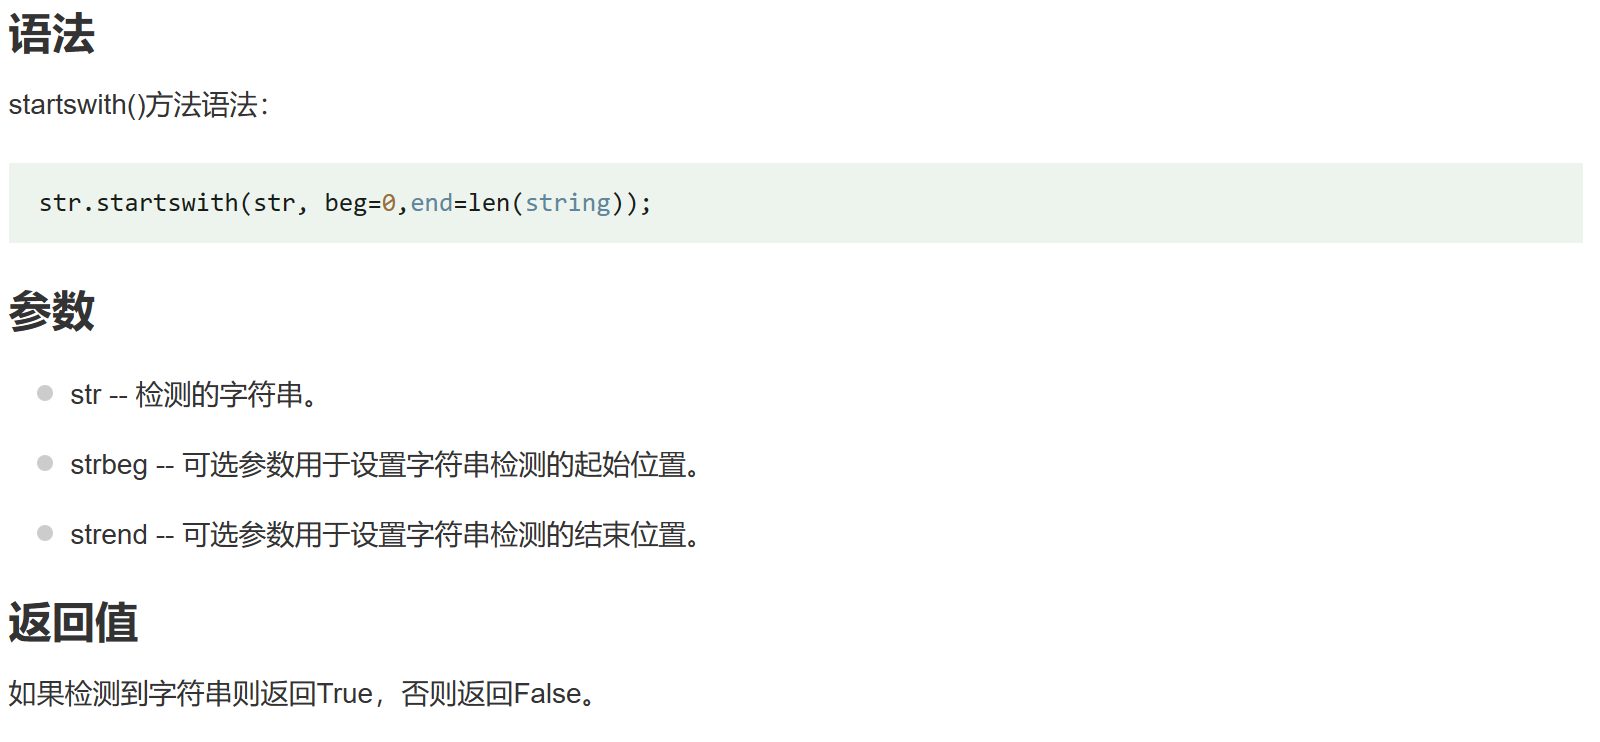 语法
startswith()方法语法：
str.startswith(str, beg=0,end=len(string));
参数
str -- 检测的字符串。
strbeg -- 可选参数用于设置字符串检测的起始位置。
strend -- 可选参数用于设置字符串检测的结束位置。
返回值
如果检测到字符串则返回True，否则返回False。